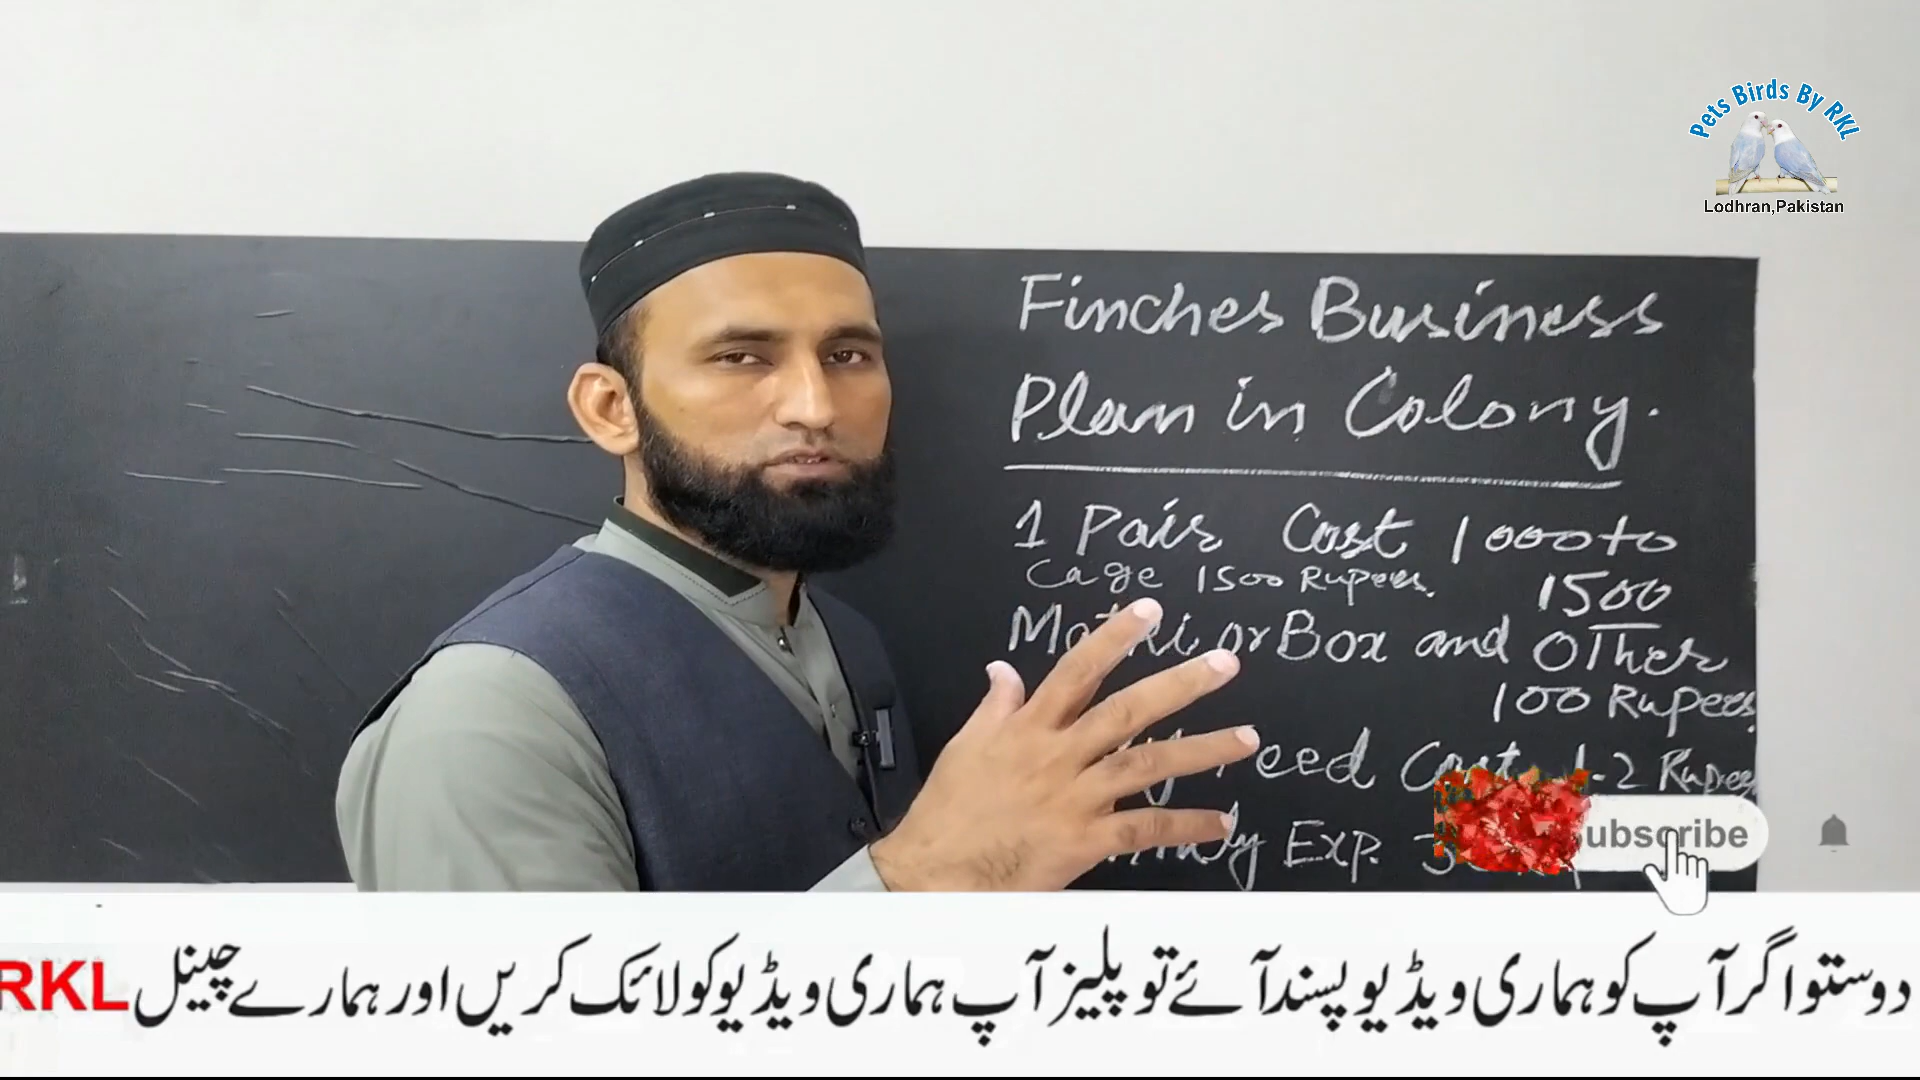 Pets Birds By RKL
Lodhran,Pakistan
Finches Business
Plan in Colony.
1 Pair Cost 1000 to
1500
Cage 1500 Rupees.
or Box and Other
100 Rupees
Cost 1-2 Rupees
Exp.
ubscribe
دوستو اگر آپ کو ہماری ویڈیو پسند آئے تو پلیز آپ ہماری ویڈیو کو لائک کریں اور ہمارے چینل RKL